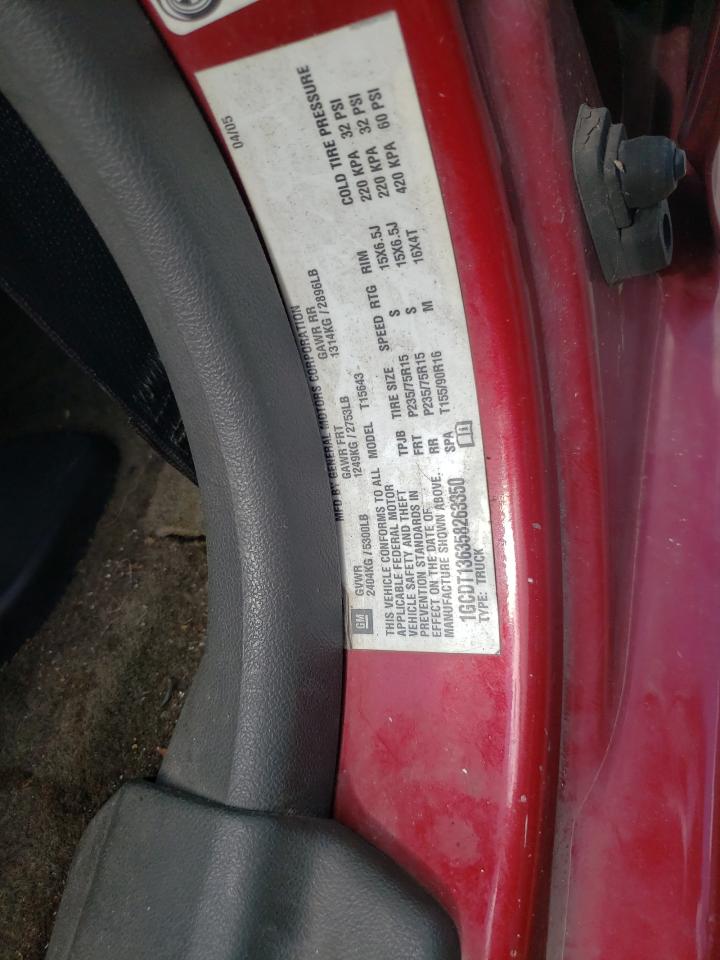 04/05
MFD BY GENERAL MOTORS CORPORATION
GM
GVWR GAWR FRT GAWR RR
2404KG / 5300LB 1249KG / 2753LB 1314KG / 2896LB
THIS VEHICLE CONFORMS TO ALL
APPLICABLE FEDERAL MOTOR
VEHICLE SAFETY AND THEFT
PREVENTION STANDARDS IN
EFFECT ON THE DATE OF
MANUFACTURE SHOWN ABOVE.
1GCDT136358263350
TYPE: TRUCK
MODEL T15643
TPJB TIRE SIZE SPEED RTG RIM COLD TIRE PRESSURE
FRT P235/75R15 S 15X6.5J 220 KPA 32 PSI
RR P235/75R15 S 15X6.5J 220 KPA 32 PSI
SPA T155/90R16 M 16X4T 420 KPA 60 PSI